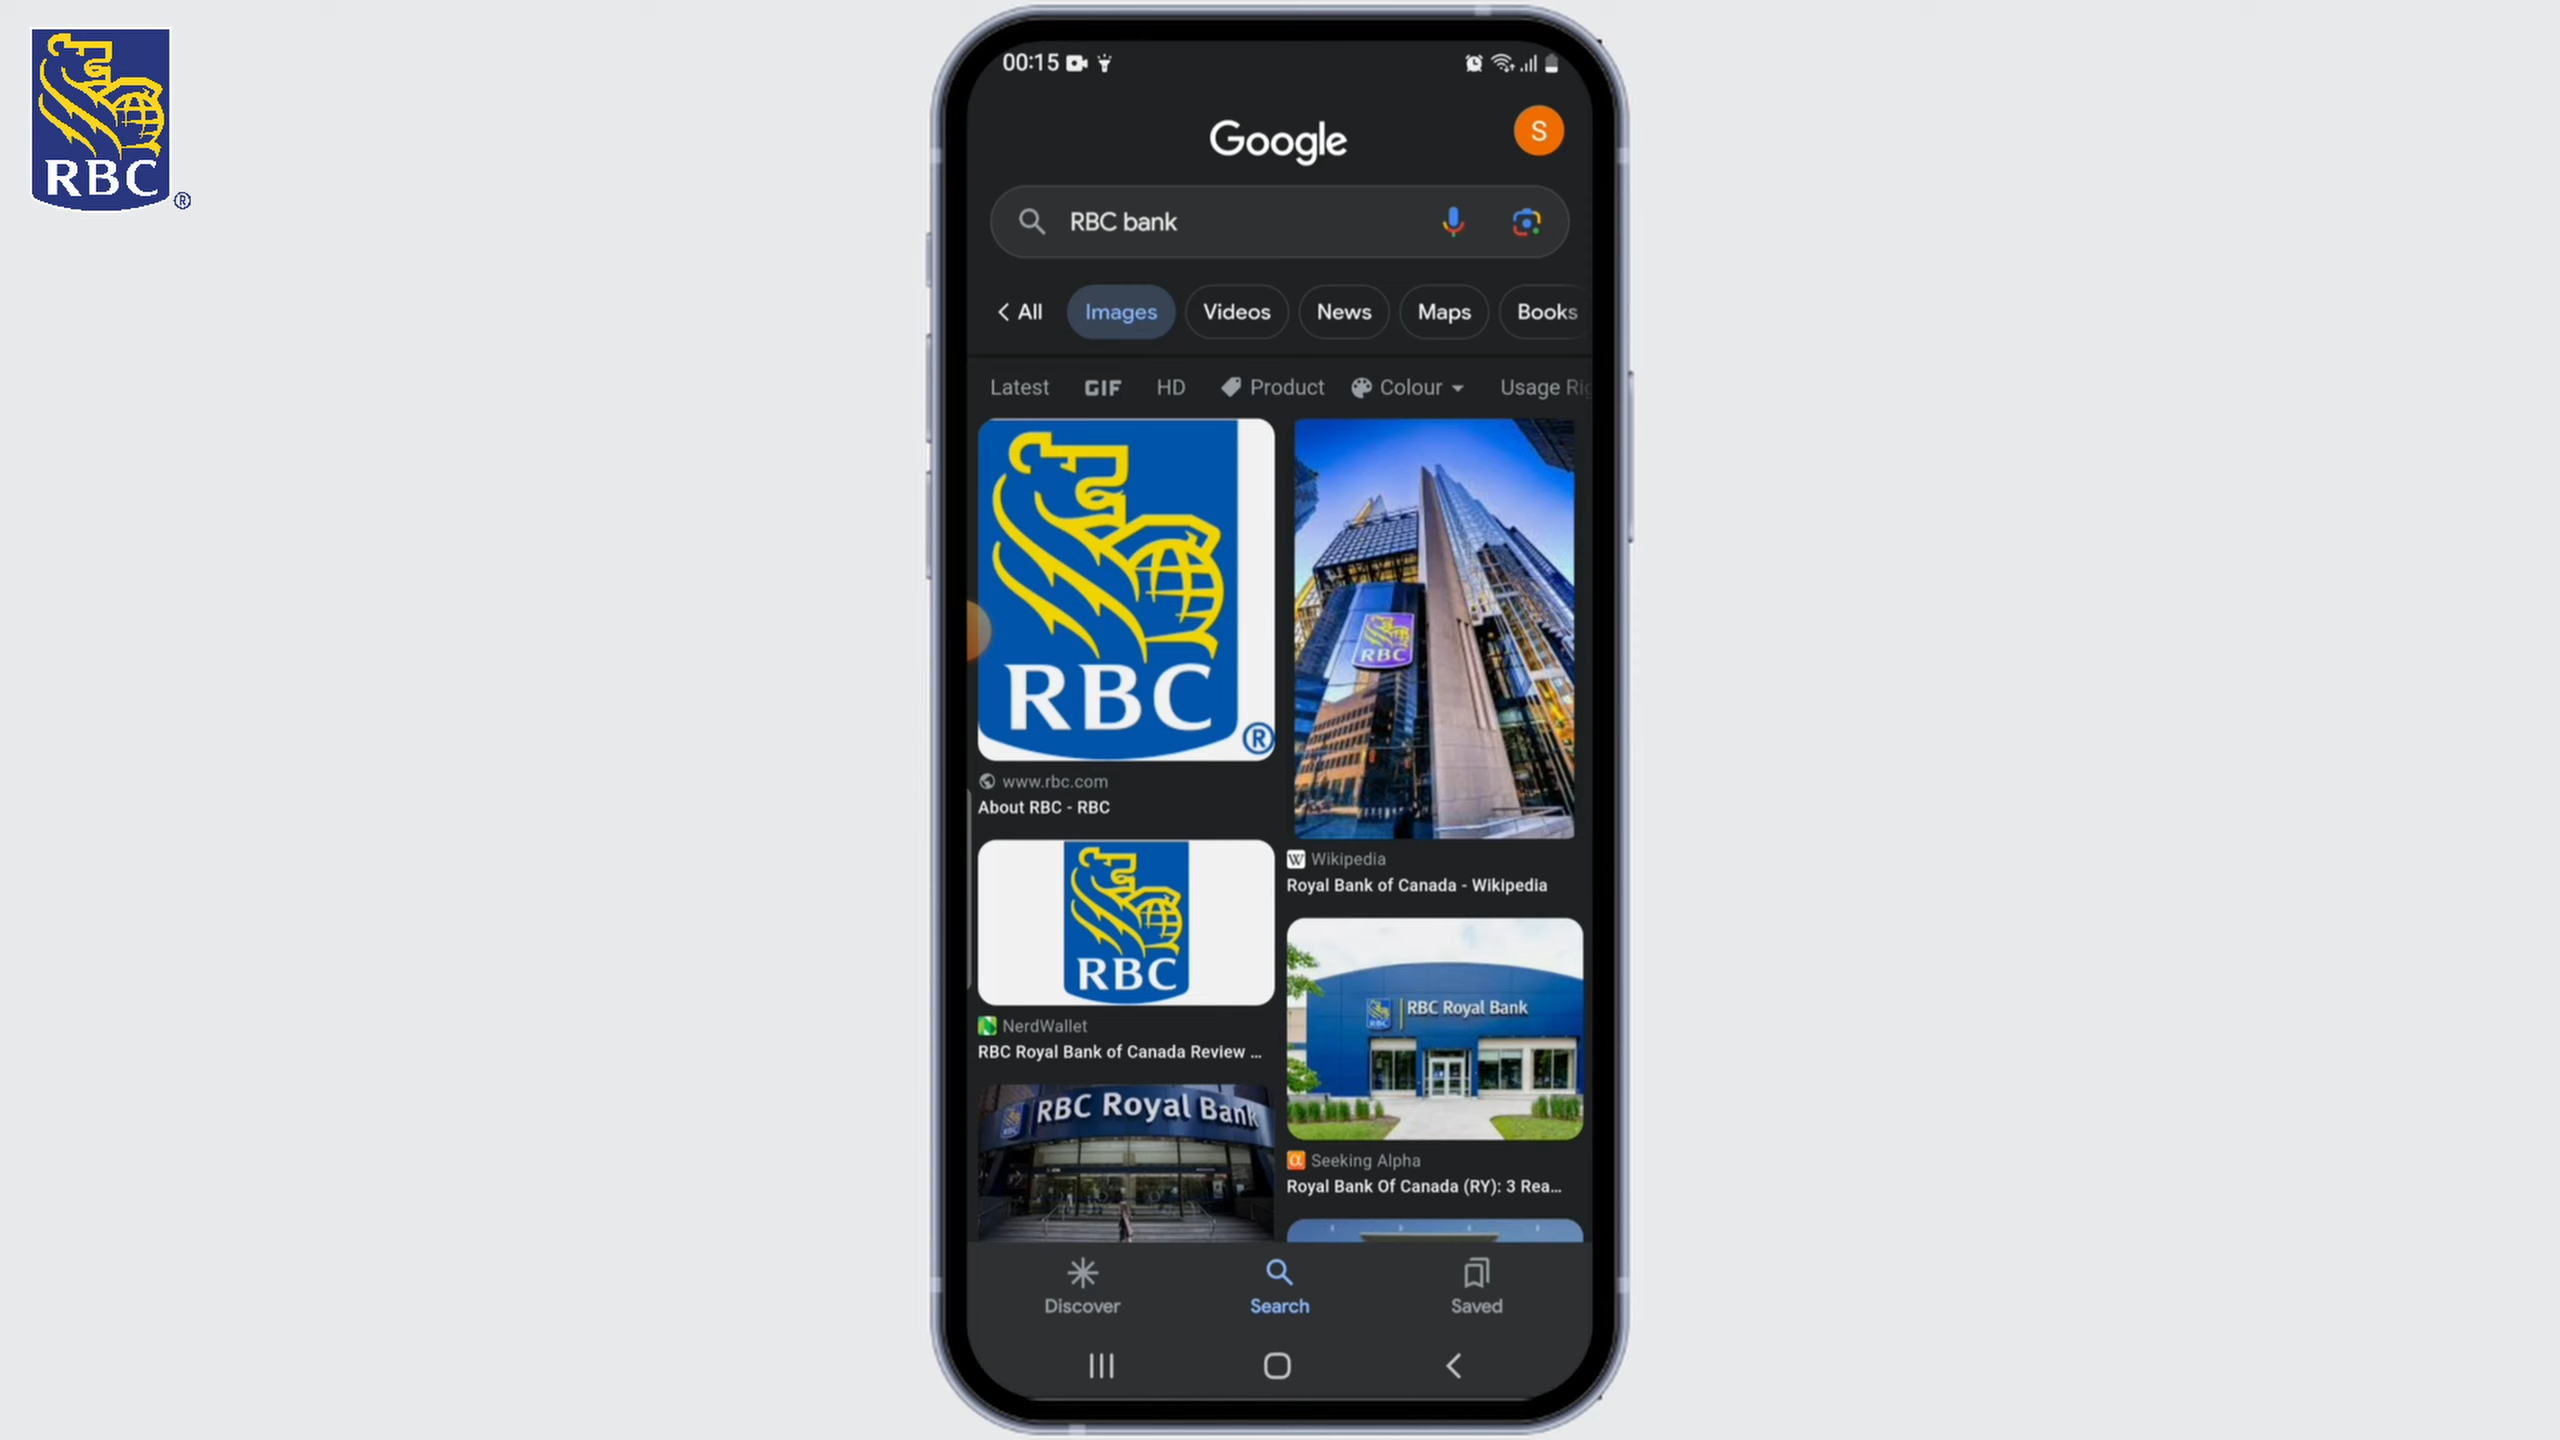 RBC
®
00:15
Google
S
RBC bank
All Images Videos News Maps Books
Latest GIF HD Product Colour Usage
RBC
®
RBC
www.rbc.com
About RBC - RBC
W Wikipedia
Royal Bank of Canada - Wikipedia
RBC
RBC Royal Bank
RBC
NerdWallet
RBC Royal Bank of Canada Review ...
RBC Royal Bank
α Seeking Alpha
Royal Bank Of Canada (RY): 3 Rea...
Discover Search Saved